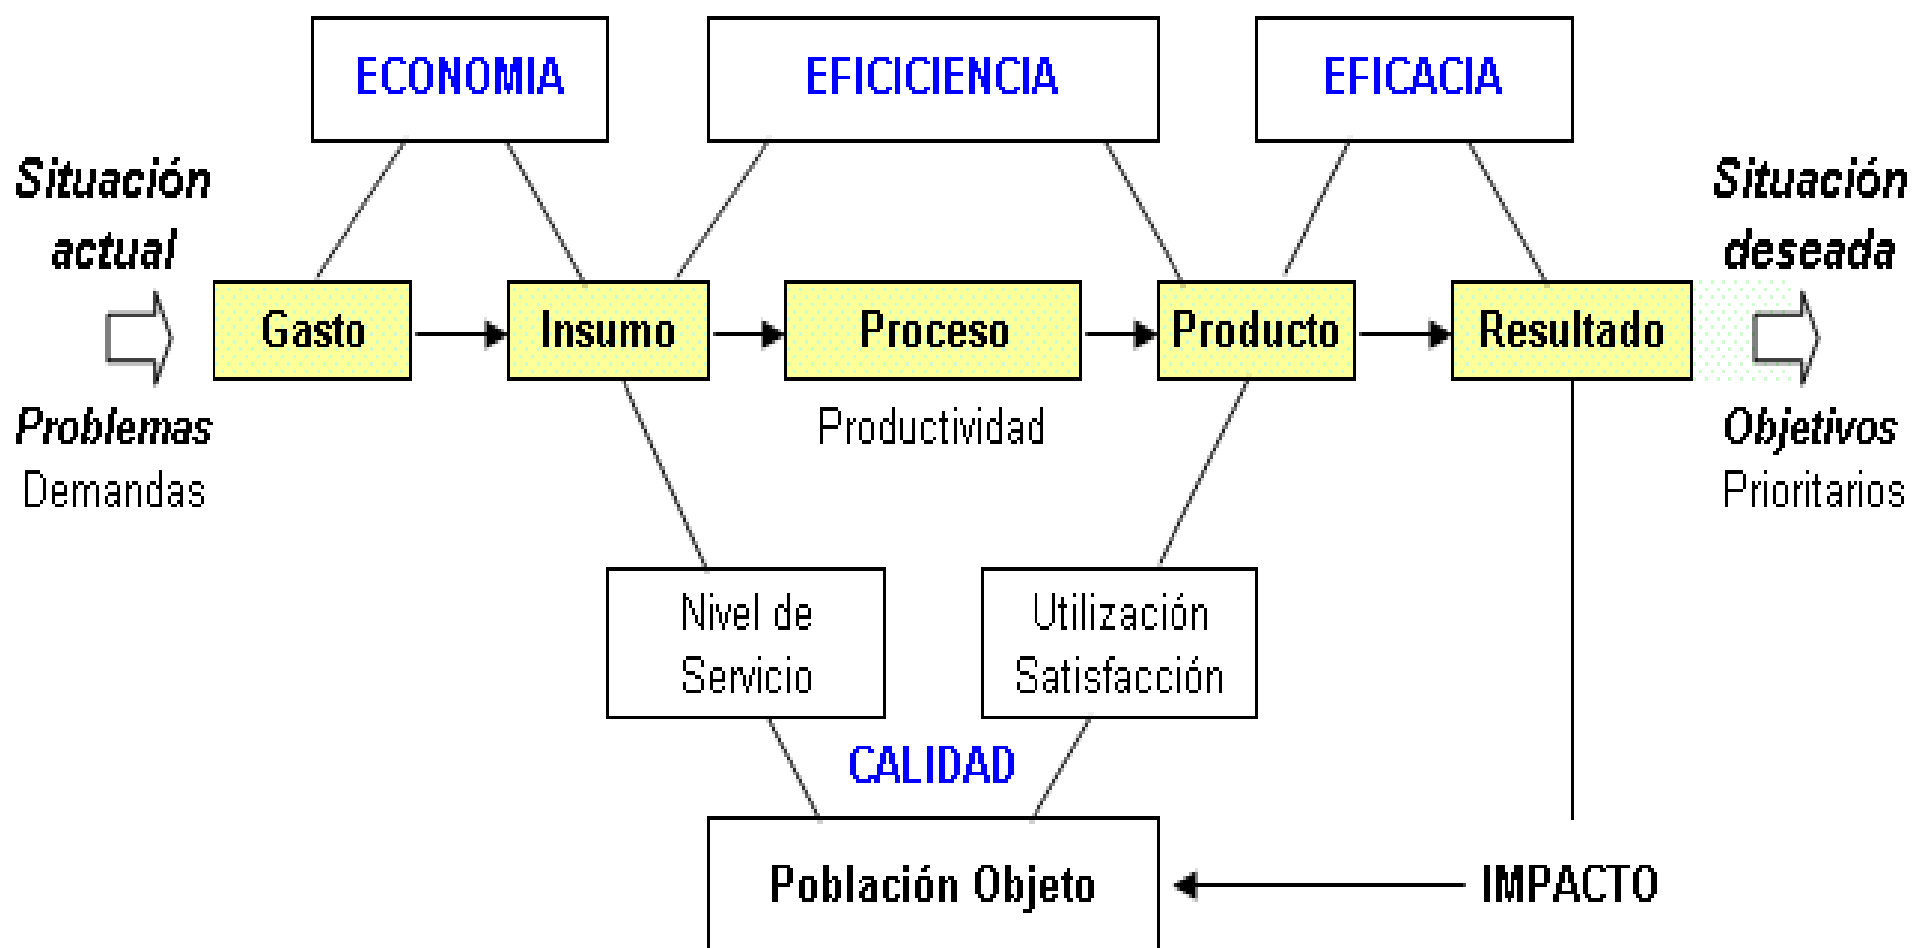 ECONOMIA
EFICICIENCIA
EFICACIA
Situación
actual
Situación
deseada
Gasto
Insumo
Proceso
Producto
Resultado
Problemas
Demandas
Productividad
Objetivos
Prioritarios
Nivel de
Servicio
Utilización
Satisfacción
CALIDAD
Población Objeto
IMPACTO